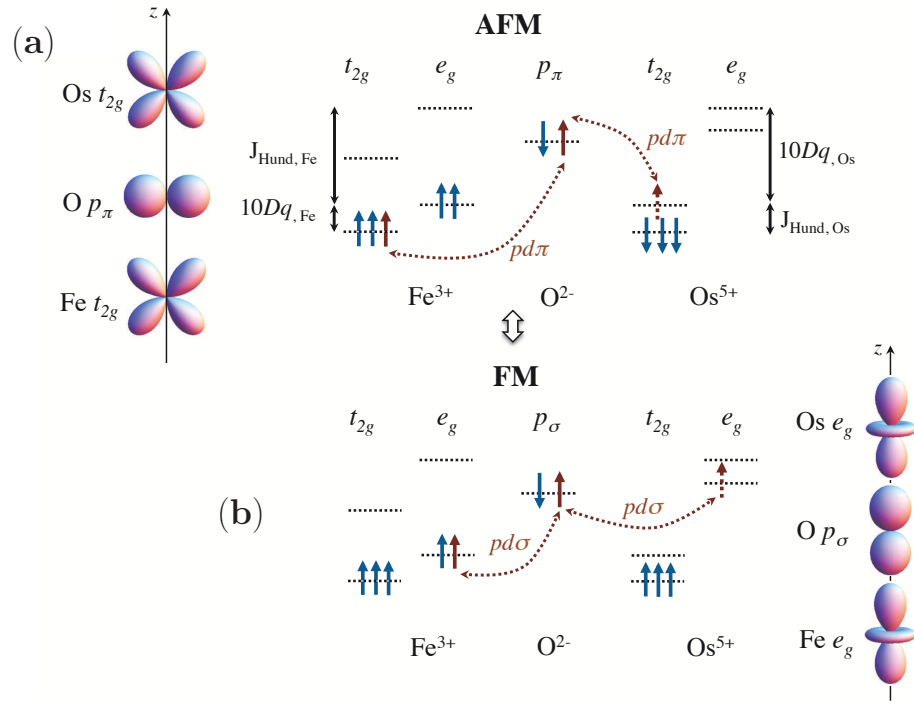 (a)
z
Os t2g
O pπ
Fe t2g
AFM
t2g eg pπ t2g eg
JHund, Fe
10Dq,Fe
pdπ
pdπ
10Dq,Os
JHund,Os
Fe3+ O2- Os5+
FM
t2g eg pσ t2g eg
(b)
pdσ
pdσ
Fe3+ O2- Os5+
z
Os eg
O pσ
Fe eg